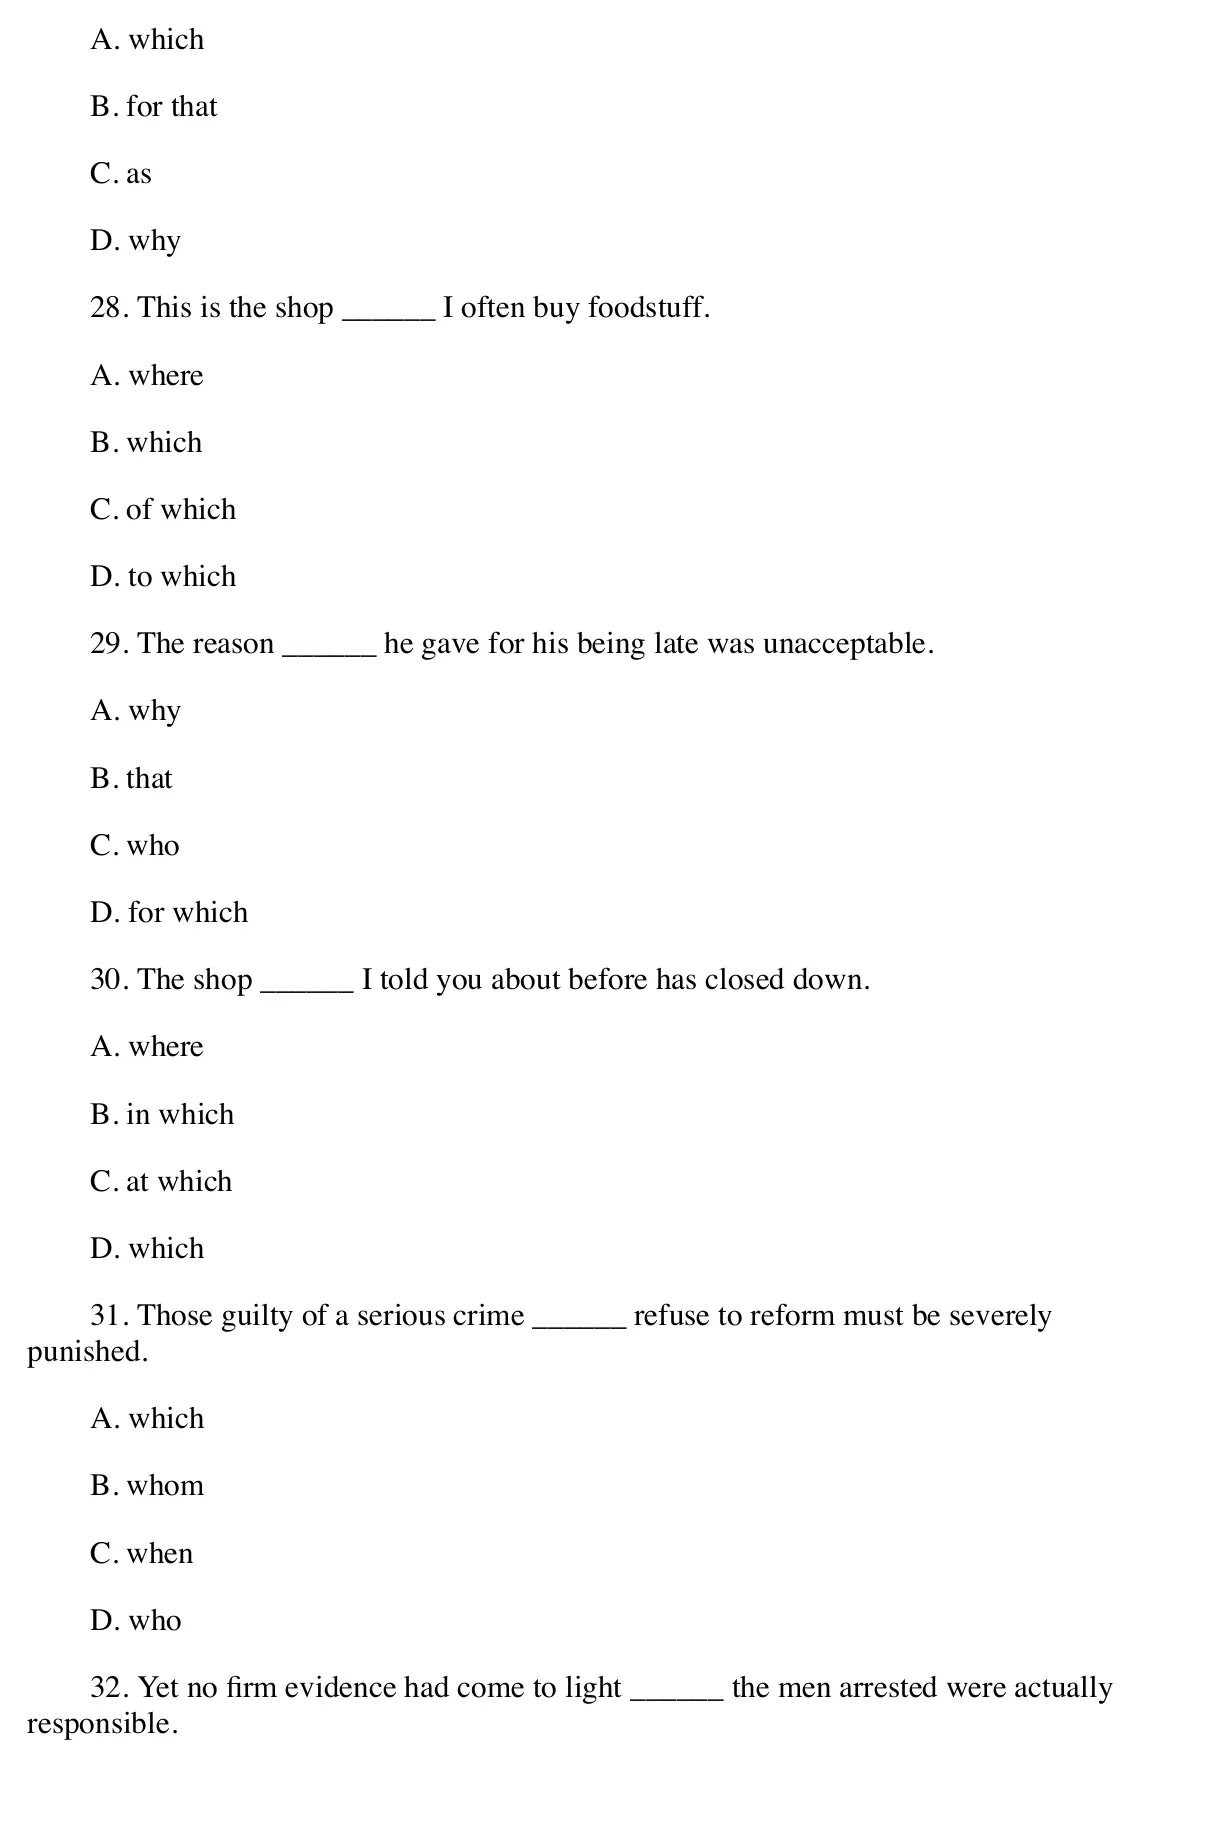 A. which
B. for that
C. as
D. why
28. This is the shop ______ I often buy foodstuff.
A. where
B. which
C. of which
D. to which
29. The reason ______ he gave for his being late was unacceptable.
A. why
B. that
C. who
D. for which
30. The shop ______ I told you about before has closed down.
A. where
B. in which
C. at which
D. which
31. Those guilty of a serious crime ______ refuse to reform must be severely
punished.
A. which
B. whom
C. when
D. who
32. Yet no firm evidence had come to light ______ the men arrested were actually
responsible.